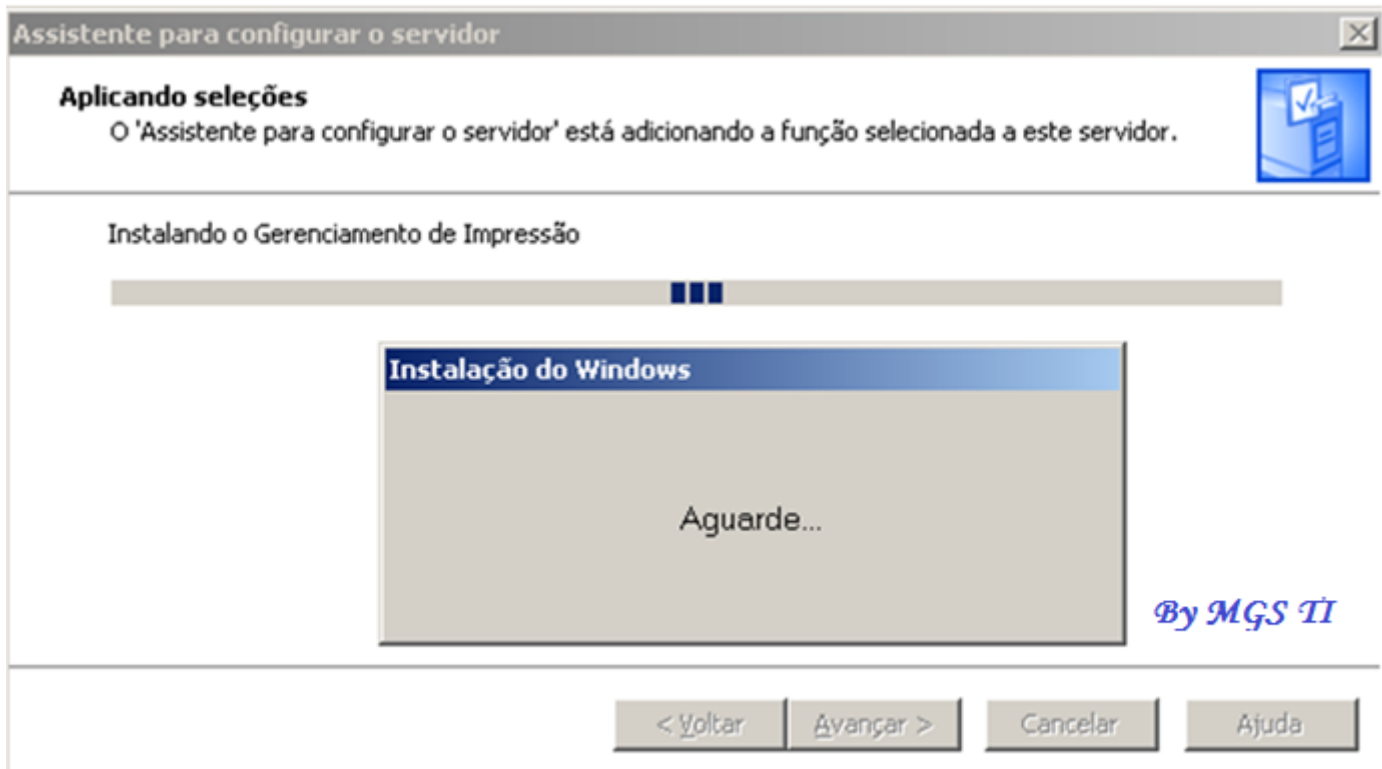 Assistente para configurar o servidor
Aplicando seleções
O 'Assistente para configurar o servidor' está adicionando a função selecionada a este servidor.
Instalando o Gerenciamento de Impressão
Instalação do Windows
Aguarde...
By MGS TI
< Voltar
Avançar >
Cancelar
Ajuda